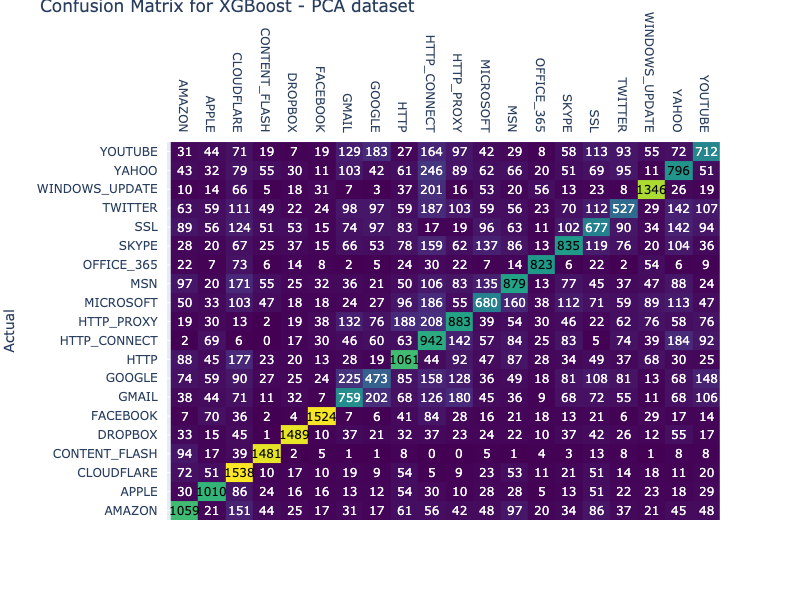 Confusion Matrix for XGBoost - PCA dataset
AMAZON APPLE CLOUDFLARE CONTENT_FLASH DROPBOX FACEBOOK GMAIL GOOGLE HTTP HTTP_CONNECT HTTP_PROXY MICROSOFT MSN OFFICE_365 SKYPE SSL TWITTER WINDOWS_UPDATE YAHOO YOUTUBE
YOUTUBE 31 44 71 19 7 19 129 183 27 164 97 42 29 8 58 113 93 55 72 712
YAHOO 43 32 79 55 30 11 103 42 61 246 89 62 66 20 51 69 95 11 796 51
WINDOWS_UPDATE 10 14 66 5 18 31 7 3 37 201 16 53 20 56 13 23 8 1346 26 19
TWITTER 63 59 111 49 22 24 98 97 59 187 103 59 56 23 70 112 527 29 142 107
SSL 89 56 124 51 53 15 74 97 83 17 19 96 63 11 102 677 90 34 142 94
SKYPE 28 20 67 25 37 15 66 53 78 159 62 137 86 13 835 119 76 20 104 36
OFFICE_365 22 7 73 6 14 8 2 5 24 30 22 7 14 823 6 22 2 54 6 9
MSN 97 20 171 55 25 32 36 21 50 106 83 135 879 13 77 45 37 47 88 24
MICROSOFT 50 33 103 47 18 18 24 27 96 186 55 680 160 38 112 71 59 89 113 47
HTTP_PROXY 19 30 13 2 19 38 132 76 188 208 883 39 54 30 46 22 62 76 58 76
HTTP_CONNECT 2 69 6 0 17 30 46 60 63 942 142 57 84 25 83 5 74 39 184 92
HTTP 88 45 177 23 20 13 28 19 1061 44 92 47 87 28 34 49 37 68 30 25
GOOGLE 74 59 90 27 25 24 225 473 85 158 128 36 49 18 81 108 81 13 68 148
GMAIL 38 44 71 11 32 7 759 202 68 126 180 45 36 9 68 72 55 11 68 106
FACEBOOK 7 70 36 2 4 1524 7 6 41 84 28 16 21 18 13 21 6 29 17 14
DROPBOX 33 15 45 1 1489 10 37 21 32 37 23 24 22 10 37 42 26 12 55 17
CONTENT_FLASH 94 17 39 1481 2 5 1 1 8 0 0 5 1 4 3 13 8 1 8 8
CLOUDFLARE 72 51 1538 10 17 10 19 9 54 5 9 23 53 11 21 51 14 18 11 20
APPLE 30 1010 86 24 16 16 13 12 54 30 10 28 28 5 13 51 22 23 18 29
AMAZON 1059 21 151 44 25 17 31 17 61 56 42 48 97 20 34 86 37 21 45 48
Actual